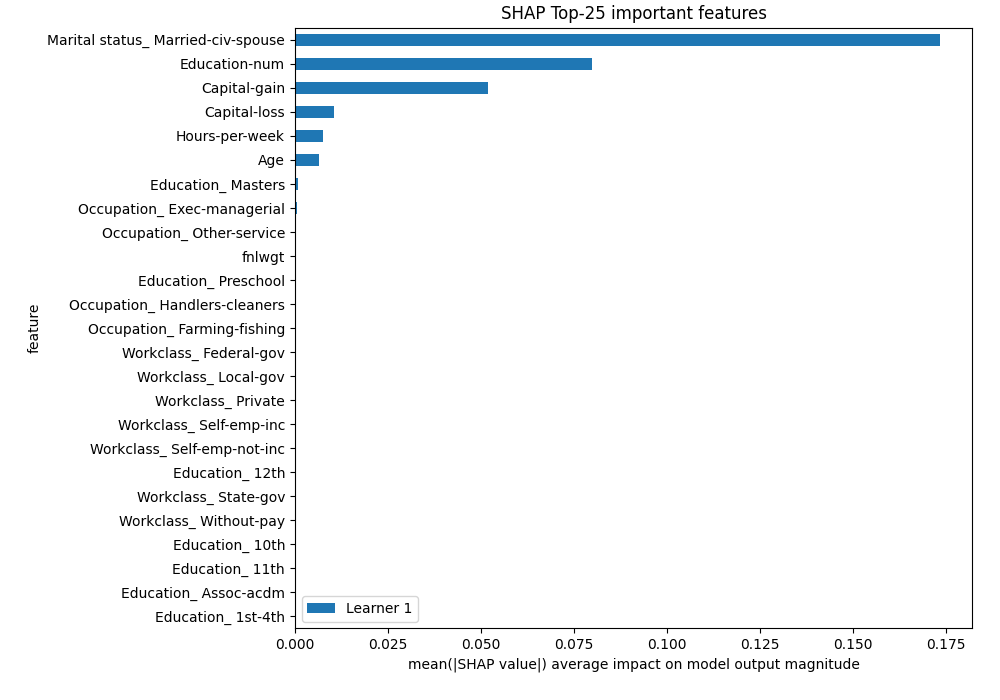 SHAP Top-25 important features
Marital status_ Married-civ-spouse
Education-num
Capital-gain
Capital-loss
Hours-per-week
Age
Education_ Masters
Occupation_ Exec-managerial
Occupation_ Other-service
fnlwgt
Education_ Preschool
Occupation_ Handlers-cleaners
Occupation_ Farming-fishing
Workclass_ Federal-gov
Workclass_ Local-gov
Workclass_ Private
Workclass_ Self-emp-inc
Workclass_ Self-emp-not-inc
Education_ 12th
Workclass_ State-gov
Workclass_ Without-pay
Education_ 10th
Education_ 11th
Education_ Assoc-acdm
Education_ 1st-4th
feature
Learner 1
0.000 0.025 0.050 0.075 0.100 0.125 0.150 0.175
mean(|SHAP value|) average impact on model output magnitude